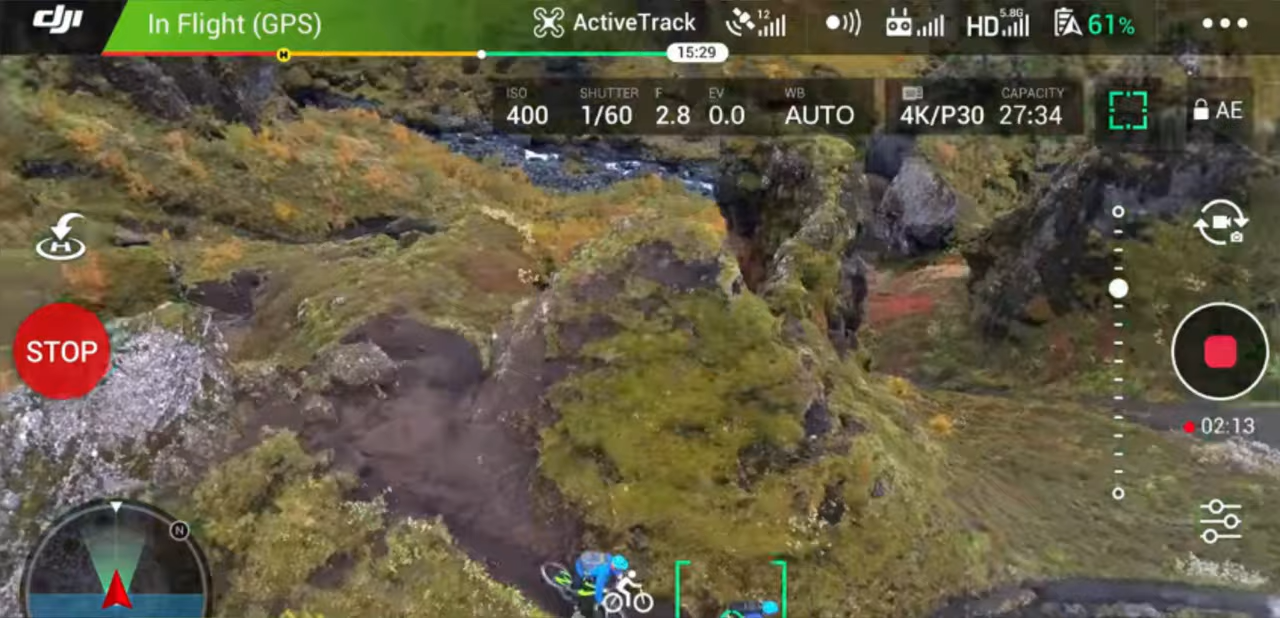 dji In Flight (GPS) ActiveTrack 12 HD 5.8G 61%
H 15:29
ISO SHUTTER F EV WB CAPACITY
400 1/60 2.8 0.0 AUTO 4K/P30 27:34 AE
H
STOP
02:13
N